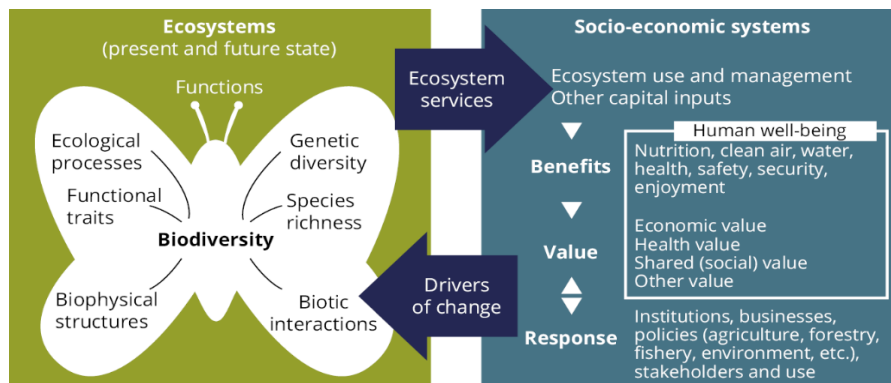 Ecosystems
(present and future state)
Functions
Ecological
processes
Genetic
diversity
Functional
traits
Species
richness
Biodiversity
Biophysical
structures
Biotic
interactions
Ecosystem
services
Drivers
of change
Socio-economic systems
Ecosystem use and management
Other capital inputs
Human well-being
Benefits
Nutrition, clean air, water,
health, safety, security,
enjoyment
Value
Economic value
Health value
Shared (social) value
Other value
Response
Institutions, businesses,
policies (agriculture, forestry,
fishery, environment, etc.),
stakeholders and use